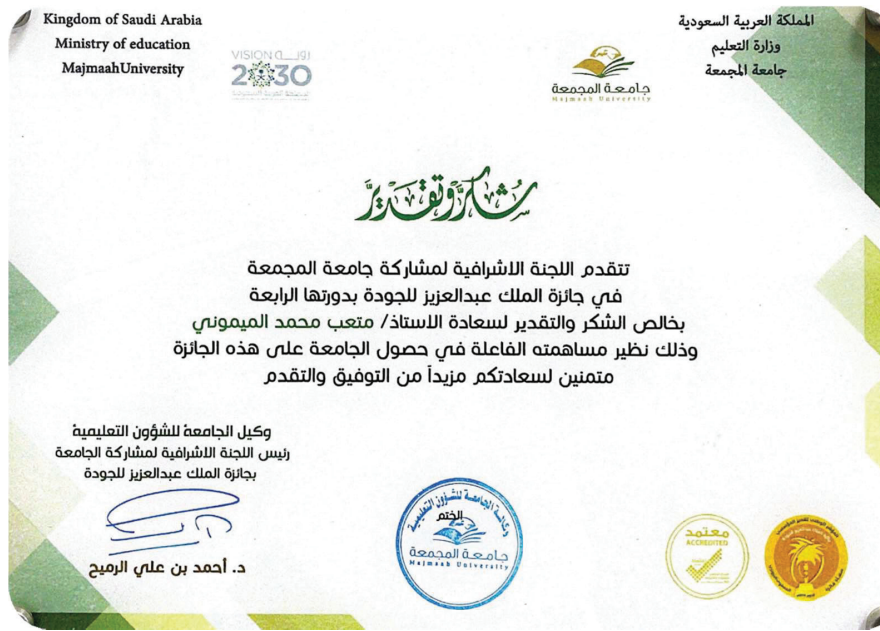 Kingdom of Saudi Arabia
Ministry of education
MajmaahUniversity
VISION رؤيــة
2030
المملكة العربية السعودية
جامعة المجمعة
Majmaah University
المملكة العربية السعودية
وزارة التعليم
جامعة المجمعة
شكر وتقدير
تتقدم اللجنة الاشرافية لمشاركة جامعة المجمعة
في جائزة الملك عبدالعزيز للجودة بدورتها الرابعة
بخالص الشكر والتقدير لسعادة الاستاذ/ متعب محمد الميموني
وذلك نظير مساهمته الفاعلة في حصول الجامعة على هذه الجائزة
متمنين لسعادتكم مزيداً من التوفيق والتقدم
وكيل الجامعة للشؤون التعليمية
رئيس اللجنة الاشرافية لمشاركة الجامعة
بجائزة الملك عبدالعزيز للجودة
د. أحمد بن علي الرميح
وكالة الجامعة للشؤون التعليمية
الختم
جامعة المجمعة
Majmaah University
معتمد
ACCREDITED